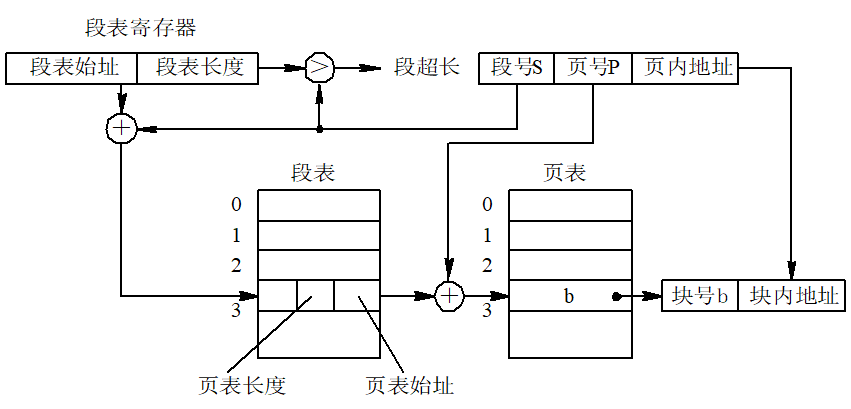 段表寄存器
段表始址 段表长度 > 段超长 段号S 页号P 页内地址
+
段表 页表
0 0
1 1
2 2
+ b 块号b 块内地址
3 3
页表长度 页表始址